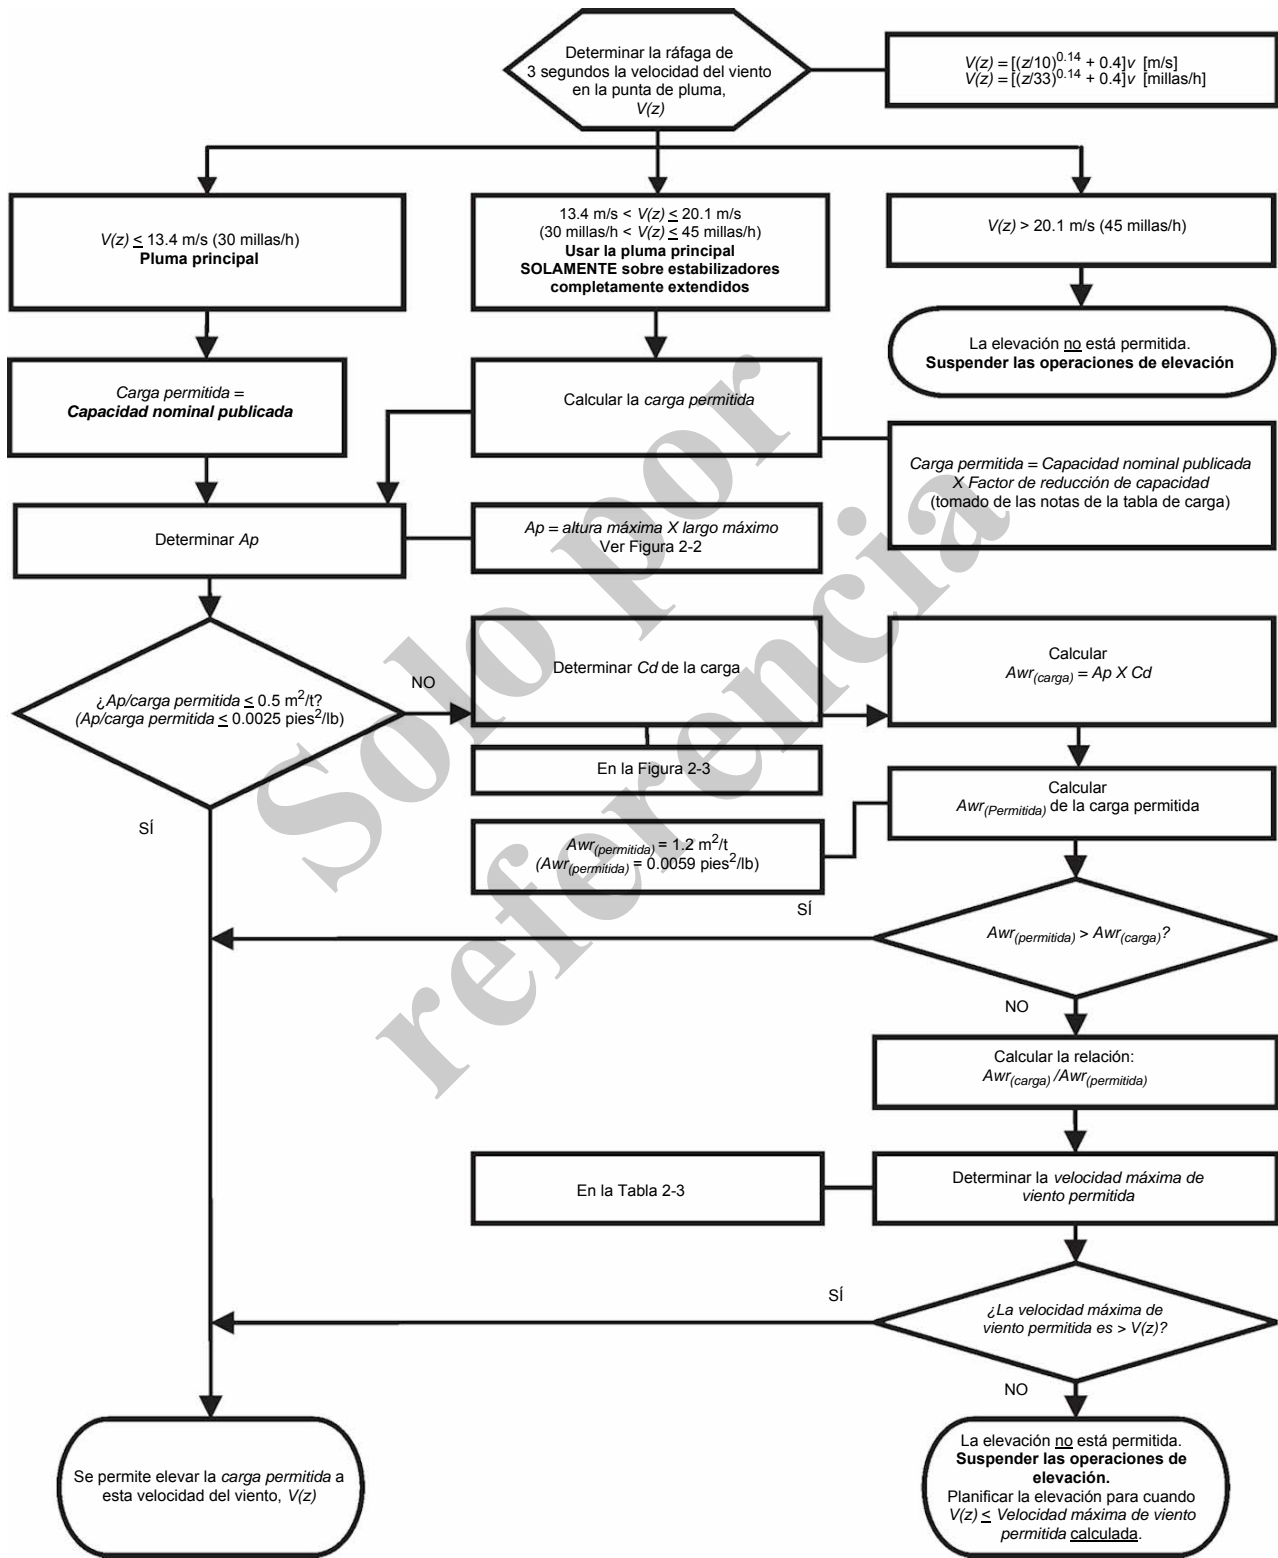 Determinar la ráfaga de
3 segundos la velocidad del viento
en la punta de pluma,
V(z)
V(z) = [(z/10)^0.14 + 0.4]v [m/s]
V(z) = [(z/33)^0.14 + 0.4]v [millas/h]
V(z) ≤ 13.4 m/s (30 millas/h)
Pluma principal
13.4 m/s < V(z) ≤ 20.1 m/s
(30 millas/h < V(z) ≤ 45 millas/h)
Usar la pluma principal
SOLAMENTE sobre estabilizadores
completamente extendidos
V(z) > 20.1 m/s (45 millas/h)
La elevación no está permitida.
Suspender las operaciones de elevación
Carga permitida =
Capacidad nominal publicada
Calcular la carga permitida
Carga permitida = Capacidad nominal publicada
X Factor de reducción de capacidad
(tomado de las notas de la tabla de carga)
Determinar Ap
Ap = altura máxima X largo máximo
Ver Figura 2-2
¿Ap/carga permitida ≤ 0.5 m²/t?
(Ap/carga permitida ≤ 0.0025 pies²/lb)
NO
SÍ
Determinar Cd de la carga
En la Figura 2-3
Calcular
Awr(carga) = Ap X Cd
Calcular
Awr(Permitida) de la carga permitida
Awr(permitida) = 1.2 m²/t
(Awr(permitida) = 0.0059 pies²/lb)
SÍ
Awr(permitida) > Awr(carga)?
NO
Calcular la relación:
Awr(carga) /Awr(permitida)
Determinar la velocidad máxima de
viento permitida
En la Tabla 2-3
SÍ
¿La velocidad máxima de
viento permitida es > V(z)?
NO
Se permite elevar la carga permitida a
esta velocidad del viento, V(z)
La elevación no está permitida.
Suspender las operaciones de
elevación.
Planificar la elevación para cuando
V(z) ≤ Velocidad máxima de viento
permitida calculada.
Solo por
referencia